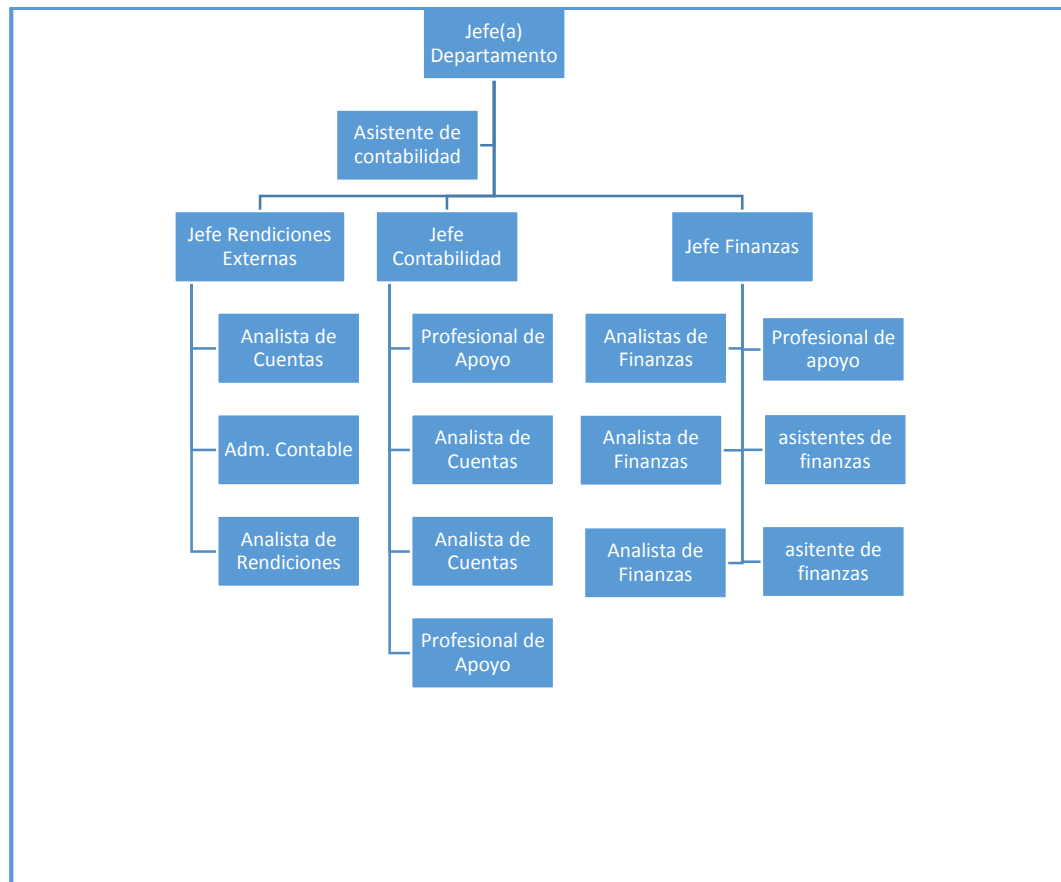 Jefe(a)
Departamento
Asistente de
contabilidad
Jefe Rendiciones
Externas
Jefe
Contabilidad
Jefe Finanzas
Analista de
Cuentas
Adm. Contable
Analista de
Rendiciones
Profesional de
Apoyo
Analista de
Cuentas
Analista de
Cuentas
Profesional de
Apoyo
Analistas de
Finanzas
Profesional de
apoyo
Analista de
Finanzas
asistentes de
finanzas
Analista de
Finanzas
asitente de
finanzas